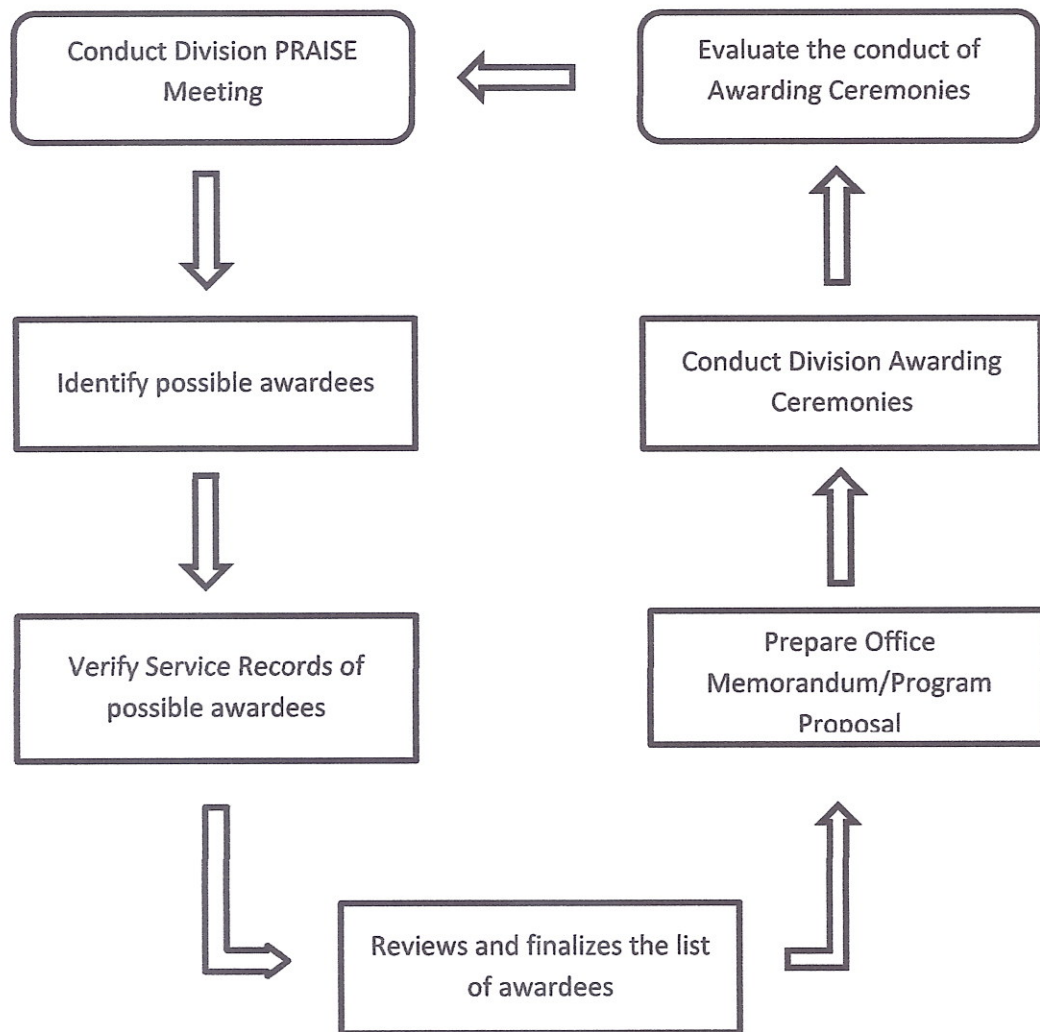 Conduct Division PRAISE
Meeting
Identify possible awardees
Verify Service Records of
possible awardees
Reviews and finalizes the list
of awardees
Prepare Office
Memorandum/Program
Proposal
Conduct Division Awarding
Ceremonies
Evaluate the conduct of
Awarding Ceremonies